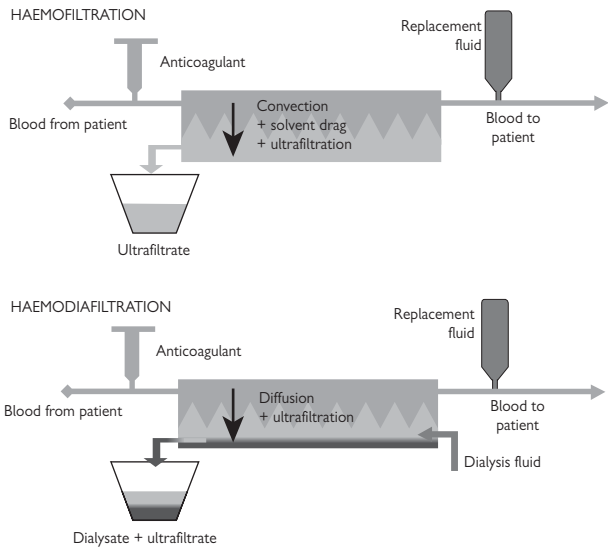 HAEMOFILTRATION
Replacement
fluid
Anticoagulant
Convection
+ solvent drag
+ ultrafiltration
Blood from patient
Blood to
patient
Ultrafiltrate
HAEMODIAFILTRATION
Replacement
fluid
Anticoagulant
Diffusion
+ ultrafiltration
Blood from patient
Blood to
patient
Dialysis fluid
Dialysate + ultrafiltrate